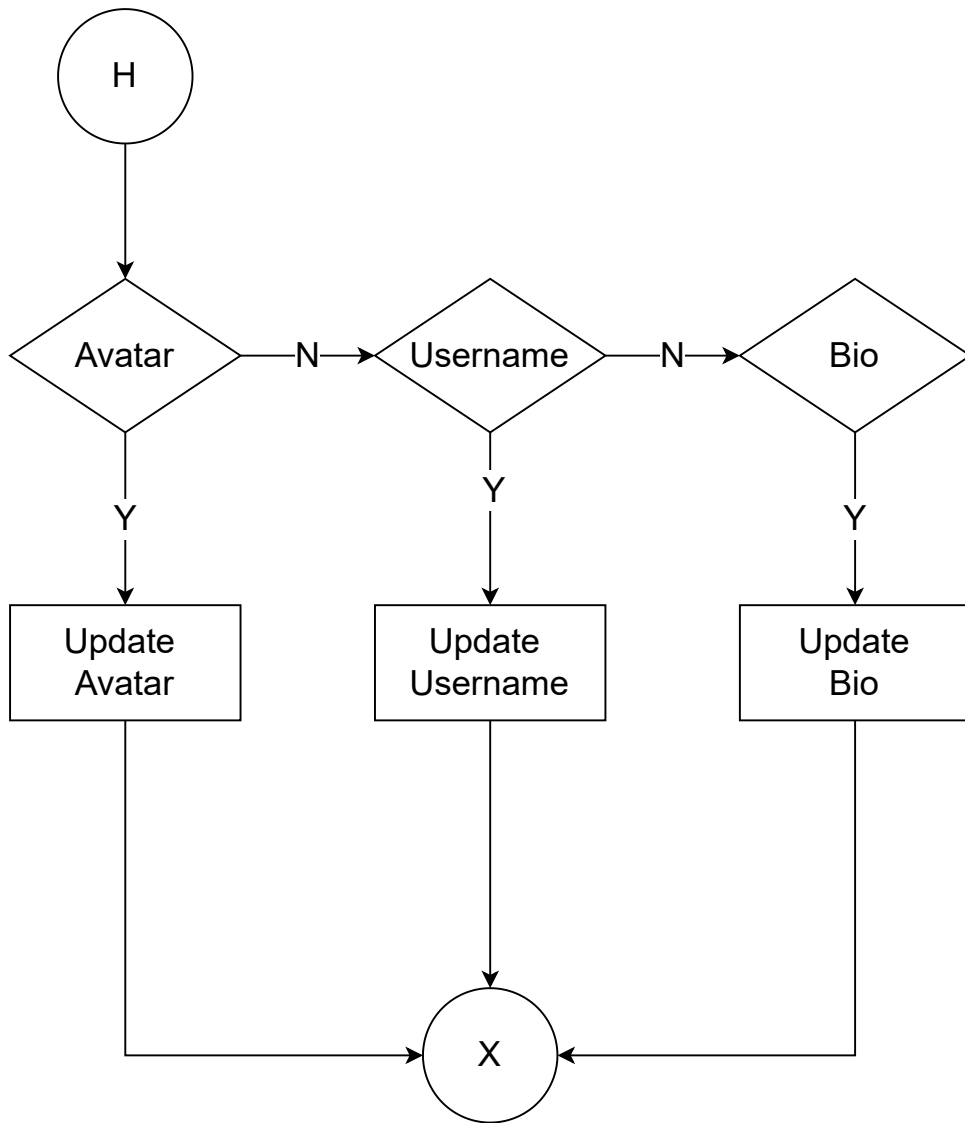 H
Avatar
N
Username
N
Bio
Y
Y
Y
Update
Avatar
Update
Username
Update
Bio
X